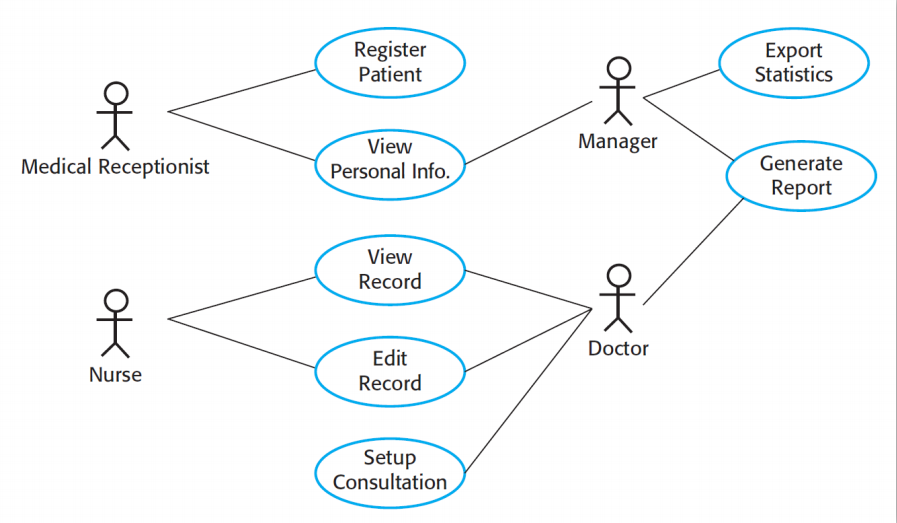 Register
Patient
Export
Statistics
Medical Receptionist
View
Personal Info.
Manager
Generate
Report
View
Record
Nurse
Edit
Record
Doctor
Setup
Consultation